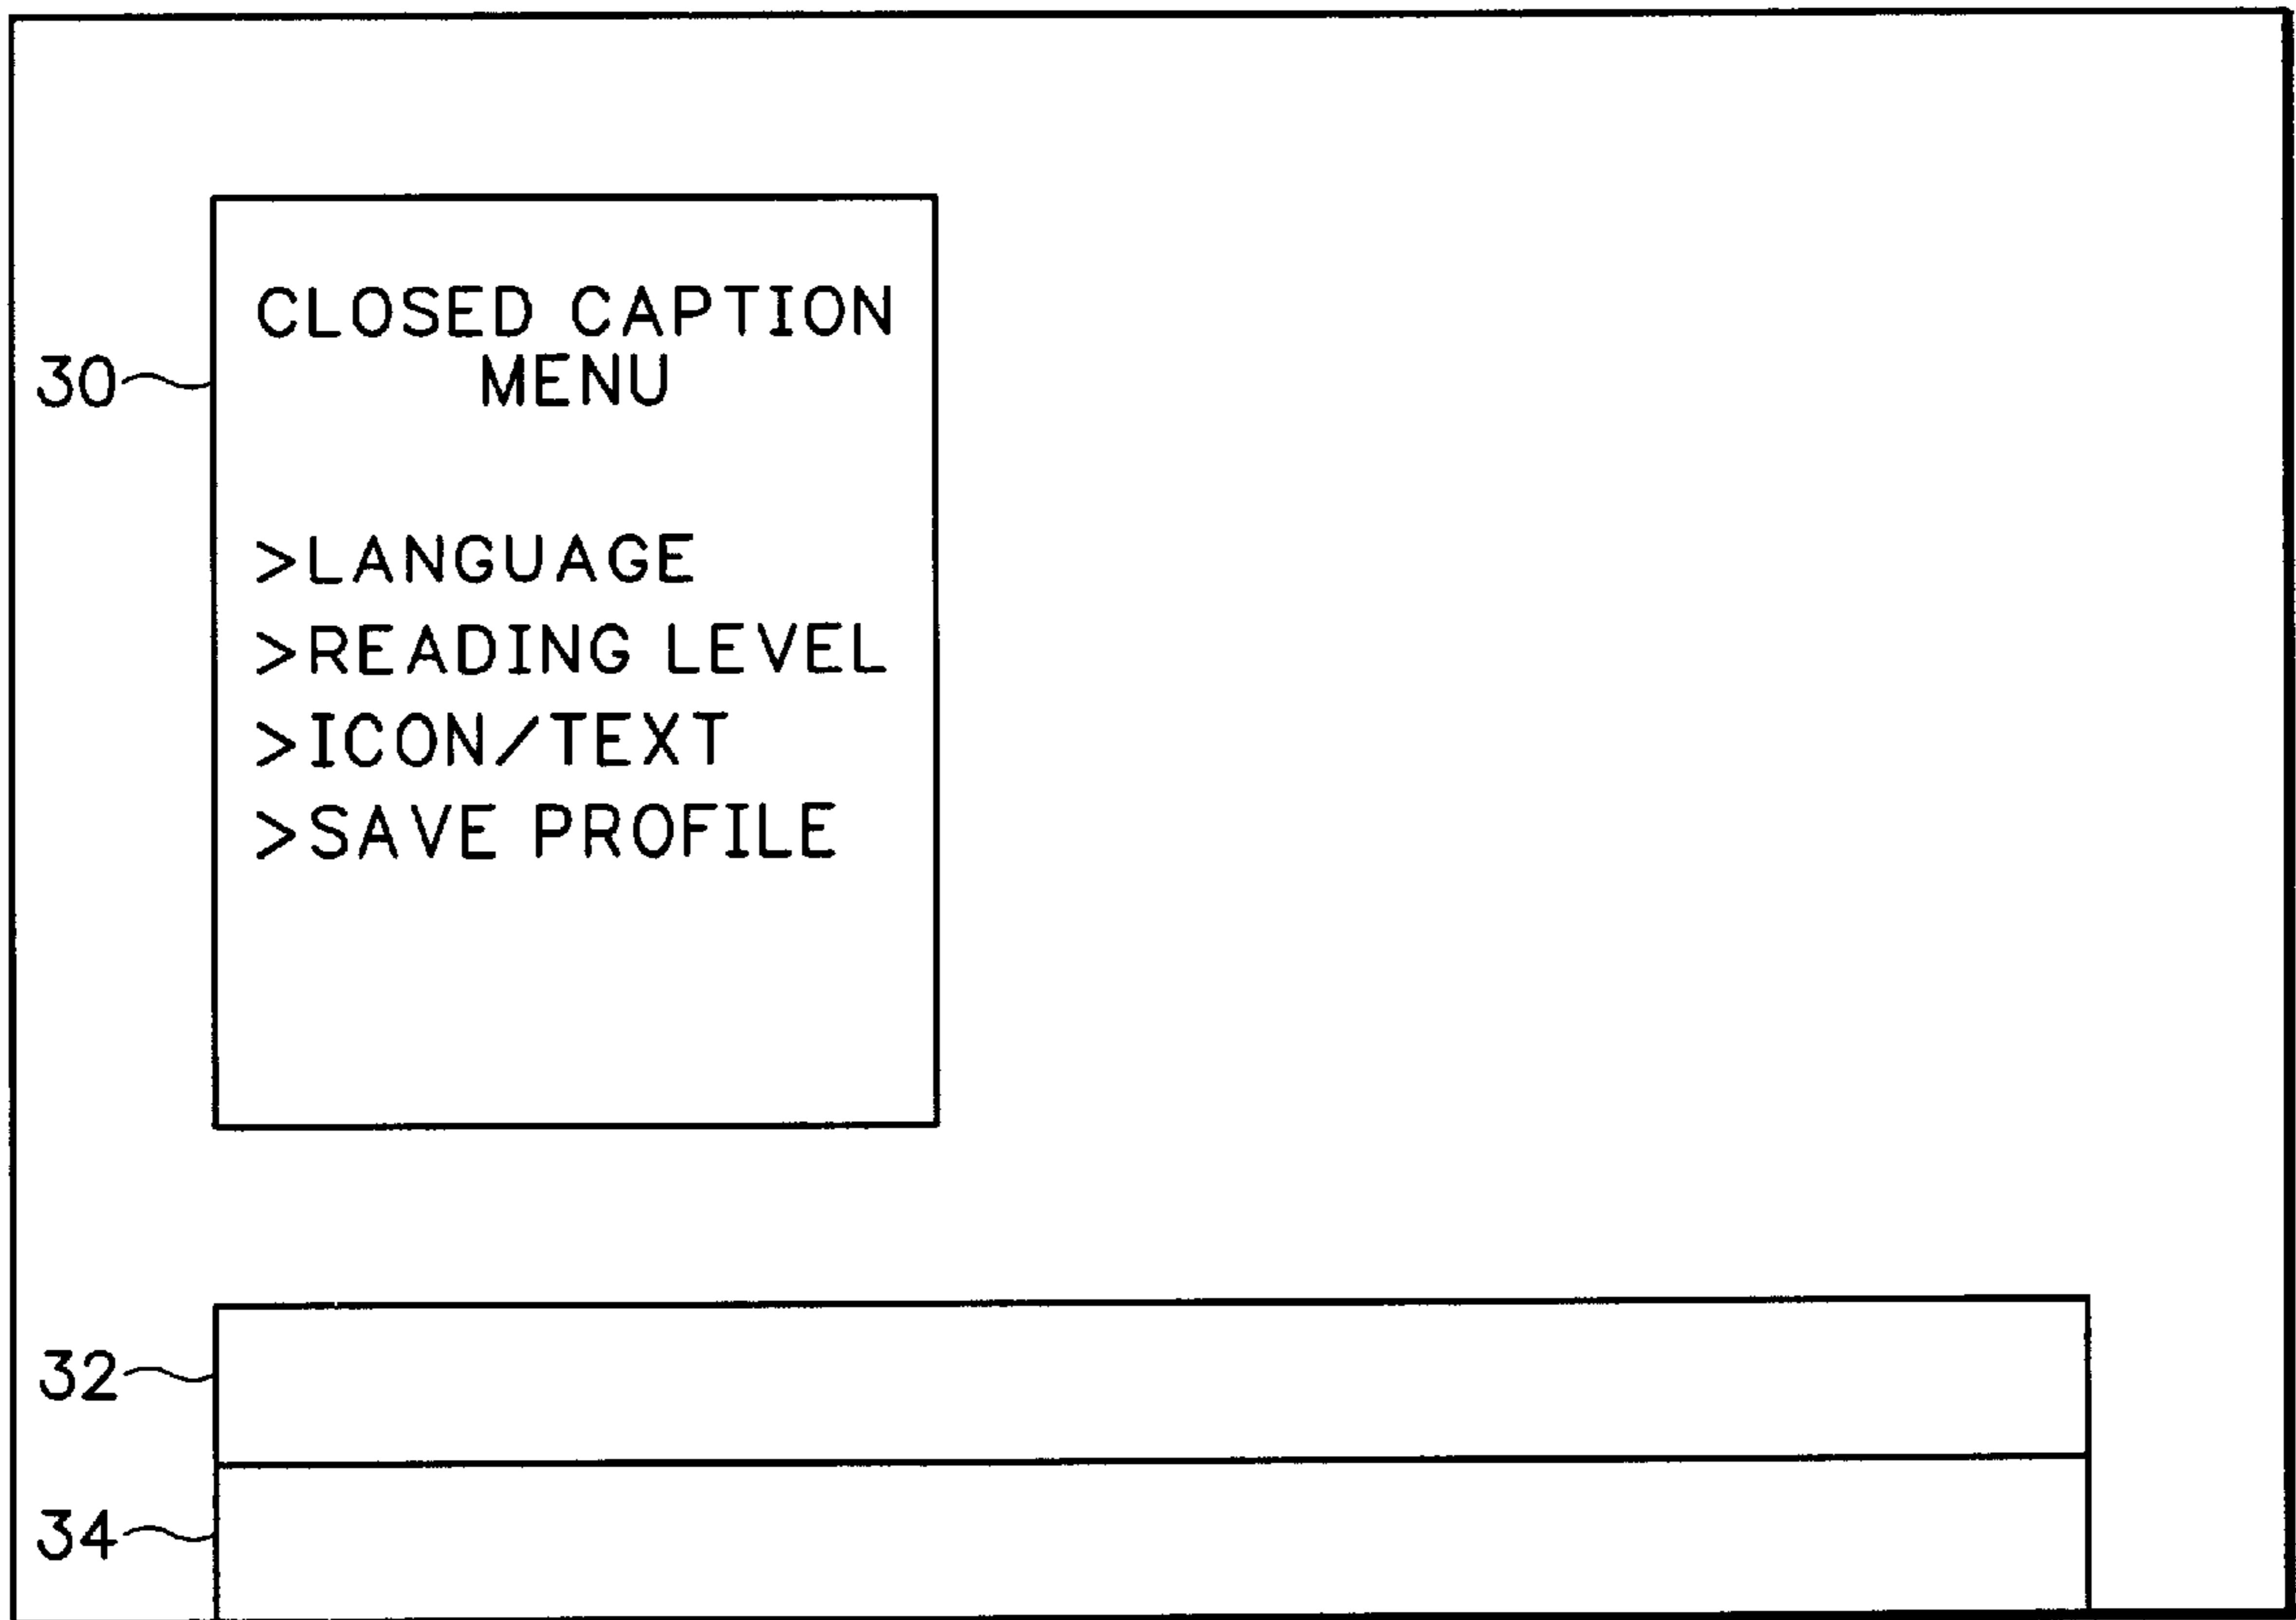 CLOSED CAPTION
MENU
30
>LANGUAGE
>READING LEVEL
>ICON/TEXT
>SAVE PROFILE
32
34